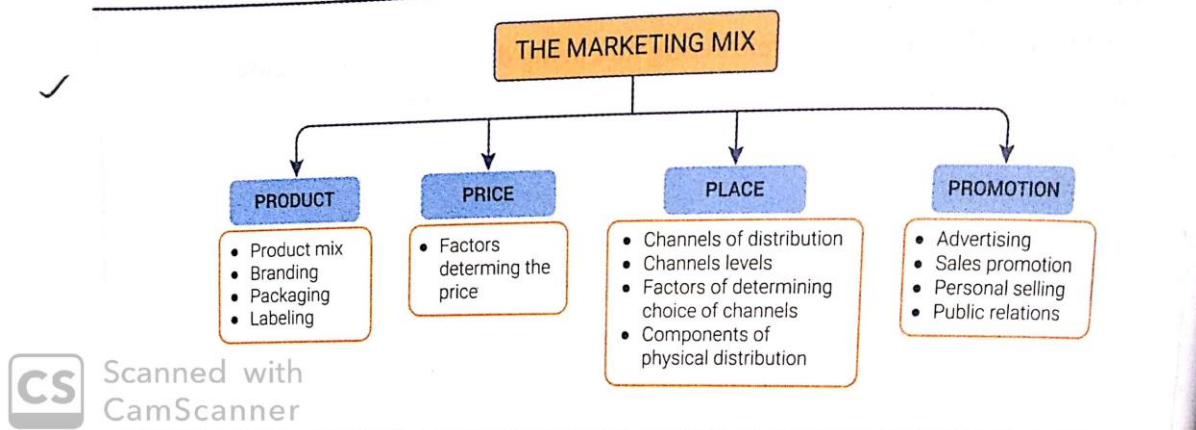 THE MARKETING MIX
PRODUCT
• Product mix
• Branding
• Packaging
• Labeling
PRICE
• Factors
determing the
price
PLACE
• Channels of distribution
• Channels levels
• Factors of determining
choice of channels
• Components of
physical distribution
PROMOTION
• Advertising
• Sales promotion
• Personal selling
• Public relations
CS
Scanned with
CamScanner